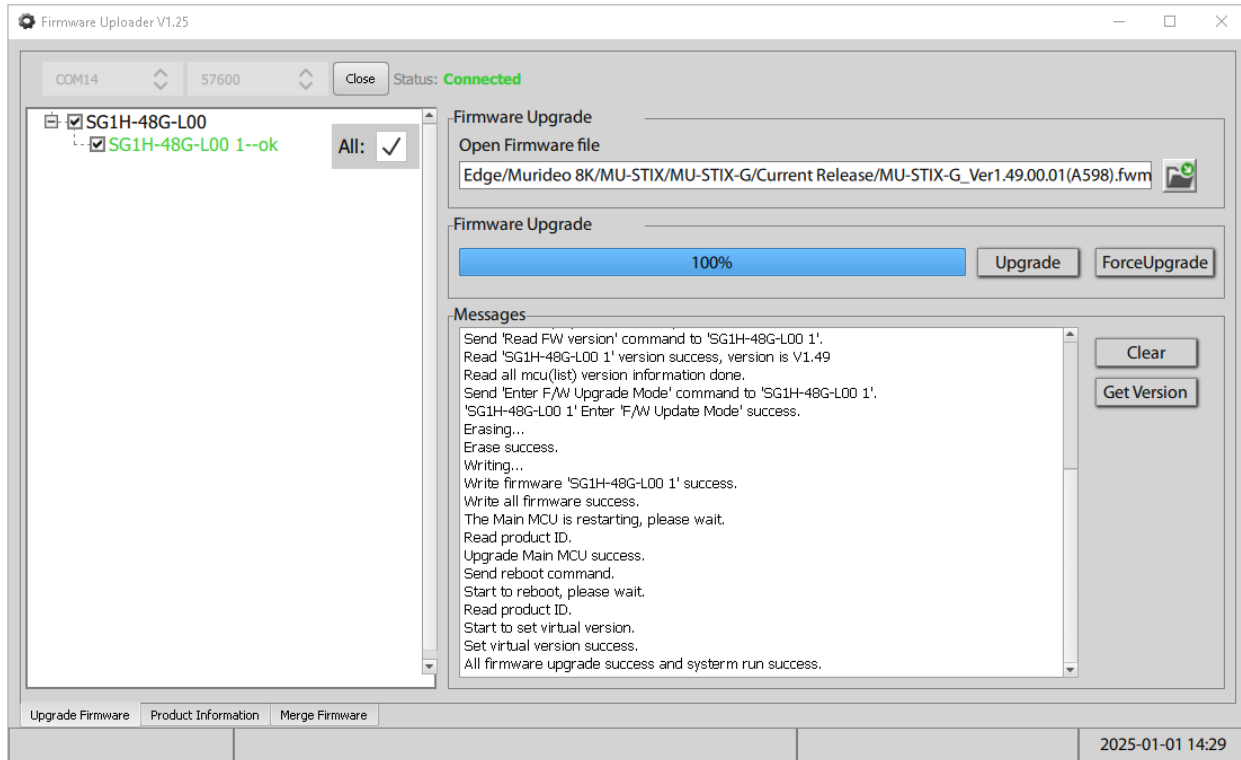 Firmware Uploader V1.25
COM14 57600 Close Status: Connected
SG1H-48G-L00
SG1H-48G-L00 1--ok
All:
Firmware Upgrade
Open Firmware file
Edge/Murideo 8K/MU-STIX/MU-STIX-G/Current Release/MU-STIX-G_Ver1.49.00.01(A598).fwm
Firmware Upgrade
100% Upgrade ForceUpgrade
Messages
Send 'Read FW version' command to 'SG1H-48G-L00 1'.
Read 'SG1H-48G-L00 1' version success, version is V1.49
Read all mcu(list) version information done.
Send 'Enter F/W Upgrade Mode' command to 'SG1H-48G-L00 1'.
'SG1H-48G-L00 1' Enter 'F/W Update Mode' success.
Erasing...
Erase success.
Writing...
Write firmware 'SG1H-48G-L00 1' success.
Write all firmware success.
The Main MCU is restarting, please wait.
Read product ID.
Upgrade Main MCU success.
Send reboot command.
Start to reboot, please wait.
Read product ID.
Start to set virtual version.
Set virtual version success.
All firmware upgrade success and systerm run success.
Clear
Get Version
Upgrade Firmware Product Information Merge Firmware
2025-01-01 14:29